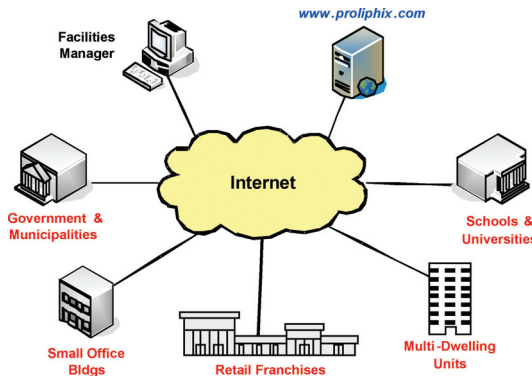 www.proliphix.com
Facilities
Manager
Internet
Government &
Municipalities
Schools &
Universities
Small Office
Bldgs
Retail Franchises
Multi-Dwelling
Units